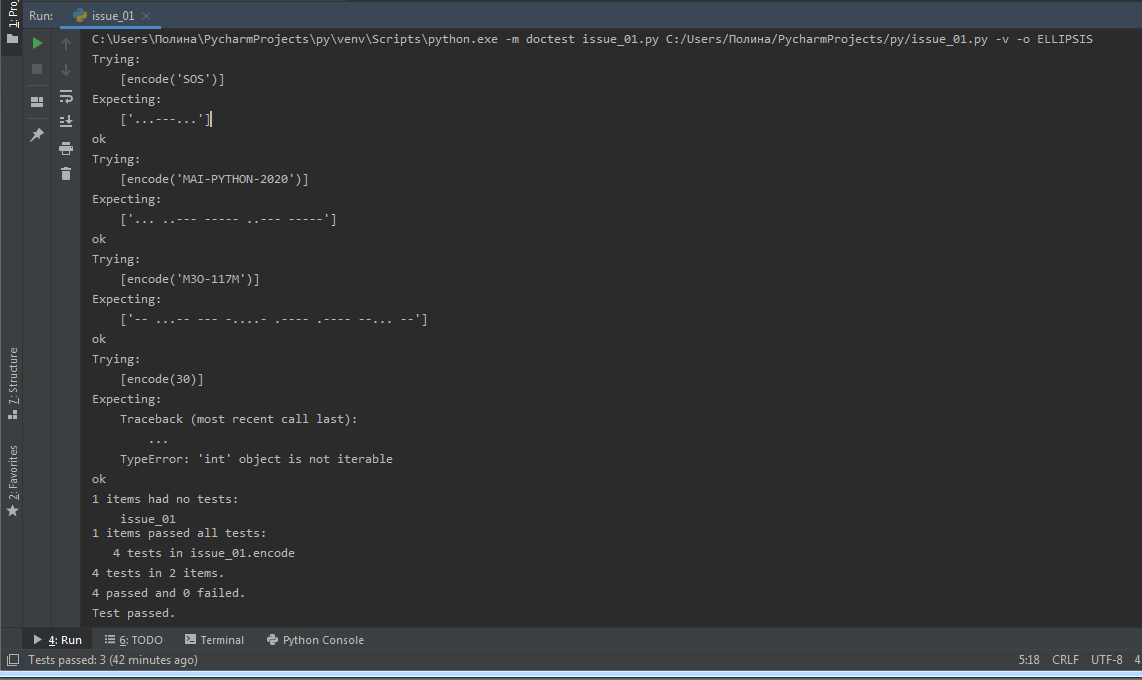 Run: issue_01
C:\Users\Полина\PycharmProjects\py\venv\Scripts\python.exe -m doctest issue_01.py C:/Users/Полина/PycharmProjects/py/issue_01.py -v -o ELLIPSIS
Trying:
    [encode('SOS')]
Expecting:
    ['...---...']
ok
Trying:
    [encode('MAI-PYTHON-2020')]
Expecting:
    ['... ..--- ----- ..--- -----']
ok
Trying:
    [encode('M3O-117M')]
Expecting:
    ['-- ...-- --- -....- .---- .---- --... --']
ok
Trying:
    [encode(30)]
Expecting:
    Traceback (most recent call last):
        ...
    TypeError: 'int' object is not iterable
ok
1 items had no tests:
    issue_01
1 items passed all tests:
   4 tests in issue_01.encode
4 tests in 2 items.
4 passed and 0 failed.
Test passed.
7: Structure
2: Favorites
4: Run 6: TODO Terminal Python Console
Tests passed: 3 (42 minutes ago) 5:18 CRLF UTF-8 4